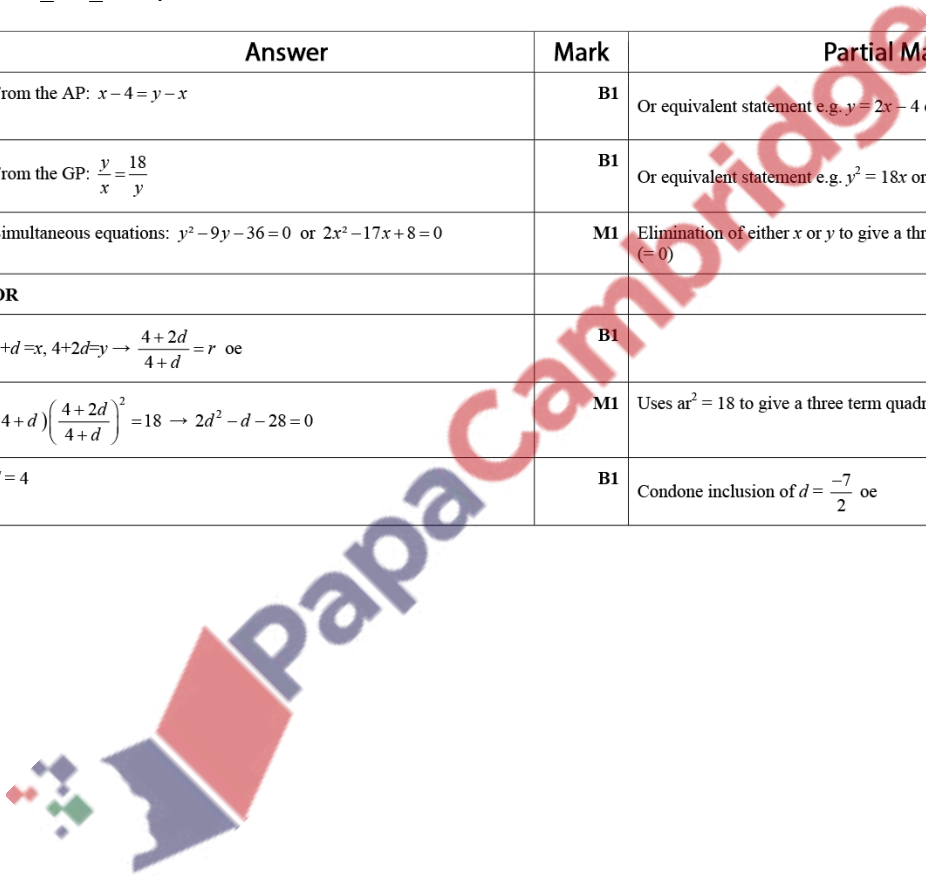 Answer Mark Partial Ma
rom the AP: x – 4 = y – x B1 Or equivalent statement e.g. y = 2x – 4
rom the GP: y/x = 18/y B1 Or equivalent statement e.g. y² = 18x or
imultaneous equations: y² – 9y – 36 = 0 or 2x² – 17x + 8 = 0 M1 Elimination of either x or y to give a thr
(= 0)
OR
+d =x, 4+2d=y → (4 + 2d)/(4 + d) = r oe B1
4 + d)((4 + 2d)/(4 + d))² = 18 → 2d² – d – 28 = 0 M1 Uses ar² = 18 to give a three term quadr
= 4 B1 Condone inclusion of d = –7/2 oe
PapaCambridge